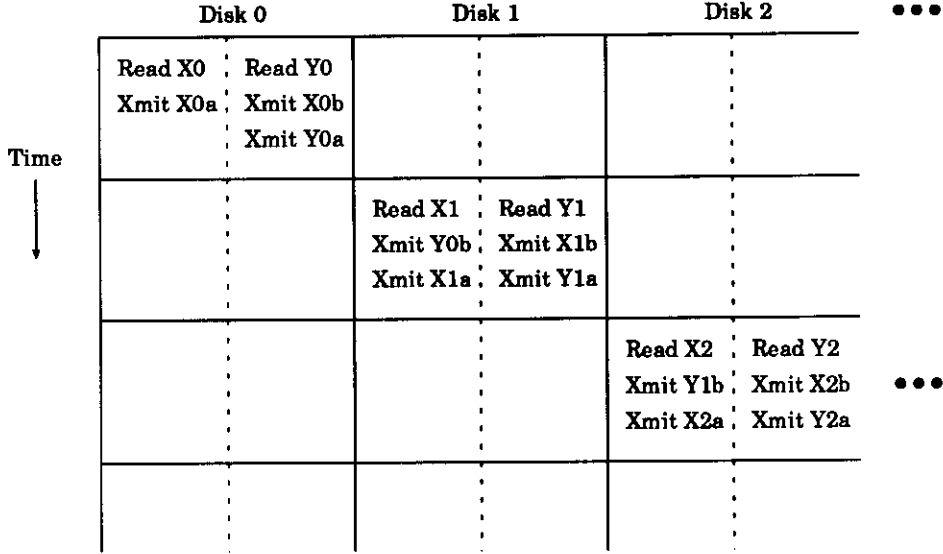 Disk 0 Disk 1 Disk 2 •••
Read X0 Read Y0
Xmit X0a Xmit X0b
Xmit Y0a
Time
Read X1 Read Y1
Xmit Y0b Xmit X1b
Xmit X1a Xmit Y1a
Read X2 Read Y2
Xmit Y1b Xmit X2b •••
Xmit X2a Xmit Y2a